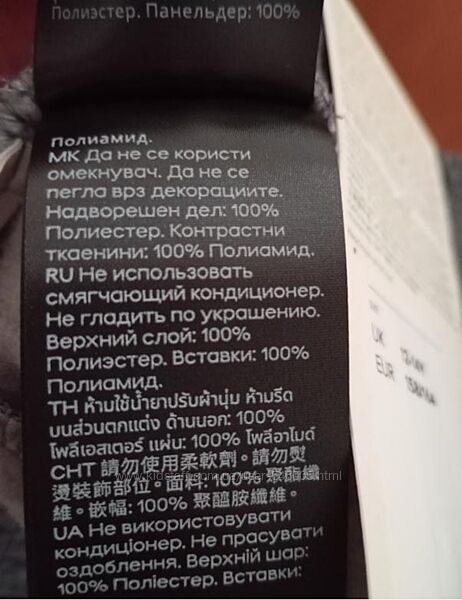 Полиэстер. Панельдер: 100%
Полиамид.
МК Да не се користи
омекнувач. Да не се
пегла врз декорациите.
Надворешен дел: 100%
Полиестер. Контрастни
ткаенини: 100% Полиамид.
RU Не использовать
смягчающий кондиционер.
Не гладить по украшению.
Верхний слой: 100%
Полиэстер. Вставки: 100%
Полиамид.
TH ห้ามใช้น้ำยาปรับผ้านุ่ม ห้ามรีด
บนส่วนตกแต่ง ด้านนอก: 100%
โพลีเอสเตอร์ แผ่น: 100% โพลีอาไมด์
CHT 請勿使用柔軟劑。請勿熨
燙裝飾部位。面料: 100% 聚酯纖
維。嵌幅: 100% 聚醯胺纖維。
UA Не використовувати
кондиціонер. Не прасувати
оздоблення. Верхній шар:
100% Поліестер. Вставки:
UK 13-14Y
EUR 158/164